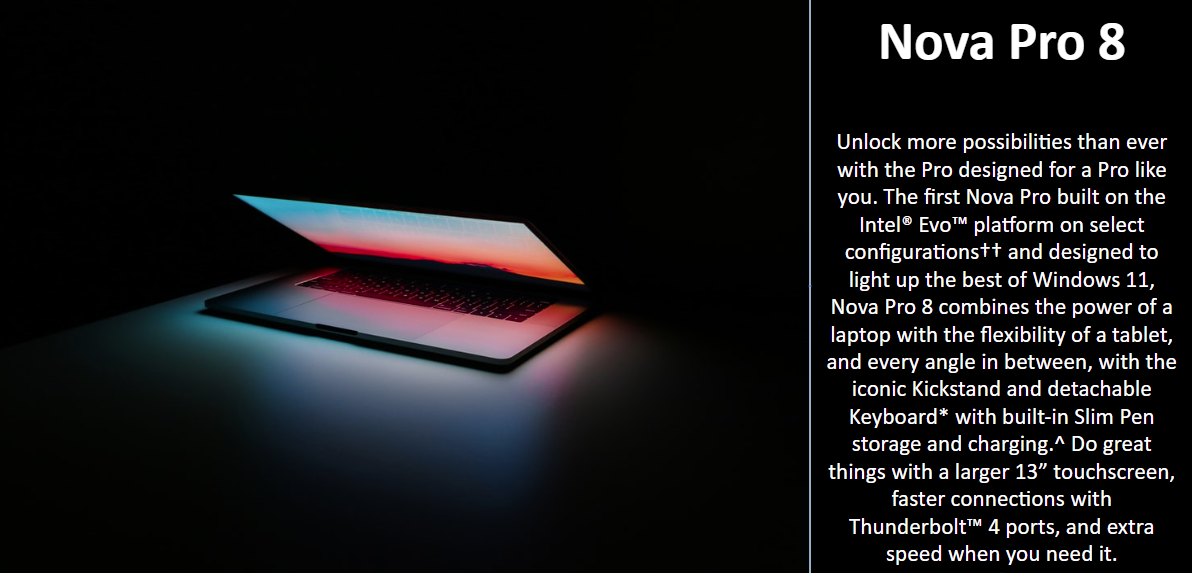 Nova Pro 8
Unlock more possibilities than ever
with the Pro designed for a Pro like
you. The first Nova Pro built on the
Intel® Evo™ platform on select
configurations†† and designed to
light up the best of Windows 11,
Nova Pro 8 combines the power of a
laptop with the flexibility of a tablet,
and every angle in between, with the
iconic Kickstand and detachable
Keyboard* with built-in Slim Pen
storage and charging.^ Do great
things with a larger 13” touchscreen,
faster connections with
Thunderbolt™ 4 ports, and extra
speed when you need it.